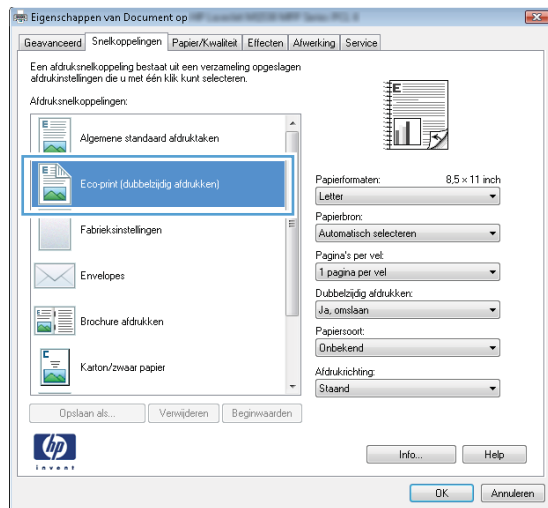 Eigenschappen van Document op
Geavanceerd Snelkoppelingen Papier/Kwaliteit Effecten Afwerking Service
Een afdruksnelkoppeling bestaat uit een verzameling opgeslagen
afdrukinstellingen die u met één klik kunt selecteren.
Afdruksnelkoppelingen:
Algemene standaard afdruktaken
Eco-print (dubbelzijdig afdrukken)
Fabrieksinstellingen
Envelopes
Brochure afdrukken
Karton/zwaar papier
Opslaan als... Verwijderen Beginwaarden
E
Papierformaten: 8,5 × 11 inch
Letter
Papierbron:
Automatisch selecteren
Pagina's per vel:
1 pagina per vel
Dubbelzijdig afdrukken:
Ja, omslaan
Papiersoort:
Onbekend
Afdrukrichting:
Staand
hp
invent
Info... Help
OK Annuleren